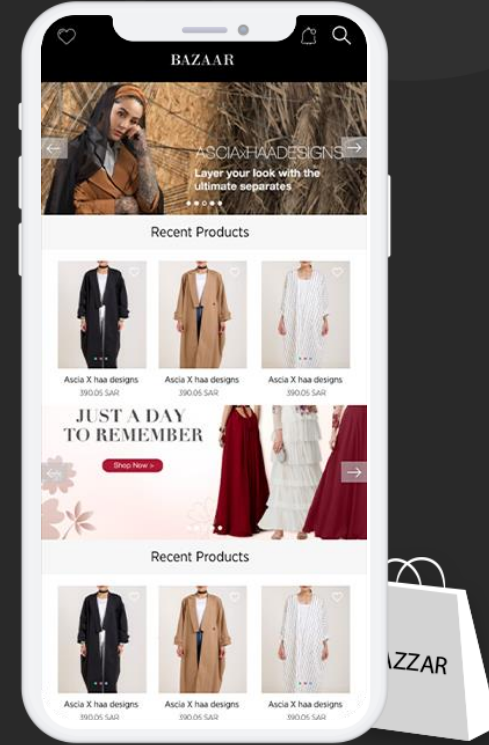 BAZAAR
ASCIAxHAADESIGNS
Layer your look with the
ultimate separates
Recent Products
Ascia X haa designs
Ascia X haa designs
Ascia X haa designs
390.05 SAR
390.05 SAR
390.05 SAR
JUST A DAY
TO REMEMBER
Shop Now >
Recent Products
Ascia X haa designs
Ascia X haa designs
Ascia X haa designs
390.05 SAR
390.05 SAR
390.05 SAR
AZZAR